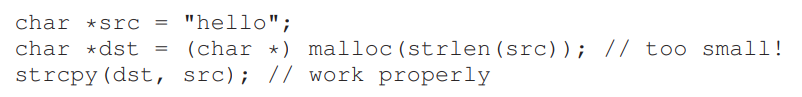 char *src = "hello";
char *dst = (char *) malloc(strlen(src)); // too small!
strcpy(dst, src); // work properly